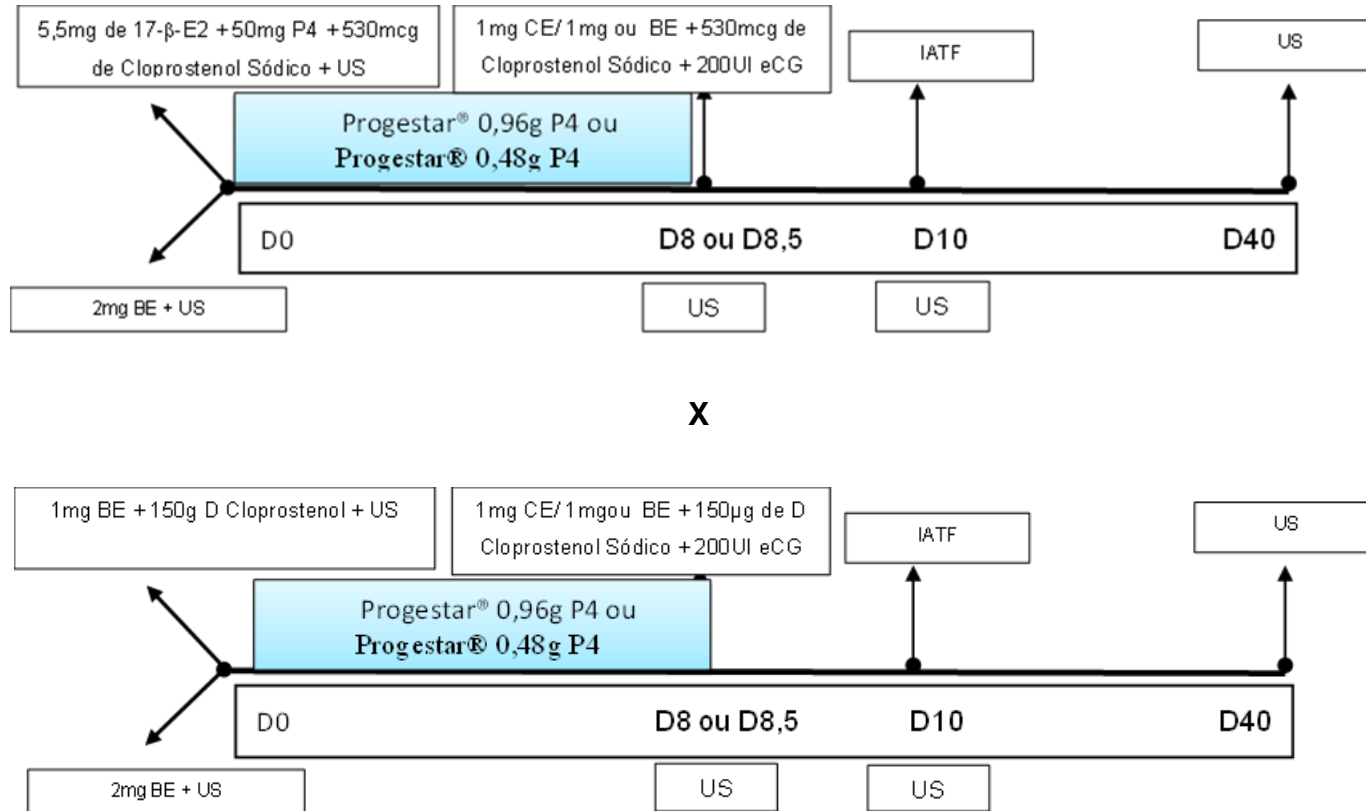 5,5mg de 17-β-E2 +50mg P4 +530mcg
de Cloprostenol Sódico + US
1mg CE/ 1mg ou BE +530mcg de
Cloprostenol Sódico + 200UI eCG
IATF
US
Progestar® 0,96g P4 ou
Progestar® 0,48g P4
D0
D8 ou D8,5
D10
D40
2mg BE + US
US
US
X
1mg BE +150g D Cloprostenol + US
1mg CE/ 1mgou BE +150µg de D
Cloprostenol Sódico +200UI eCG
IATF
US
Progestar® 0,96g P4 ou
Progestar® 0,48g P4
D0
D8 ou D8,5
D10
D40
2mg BE + US
US
US